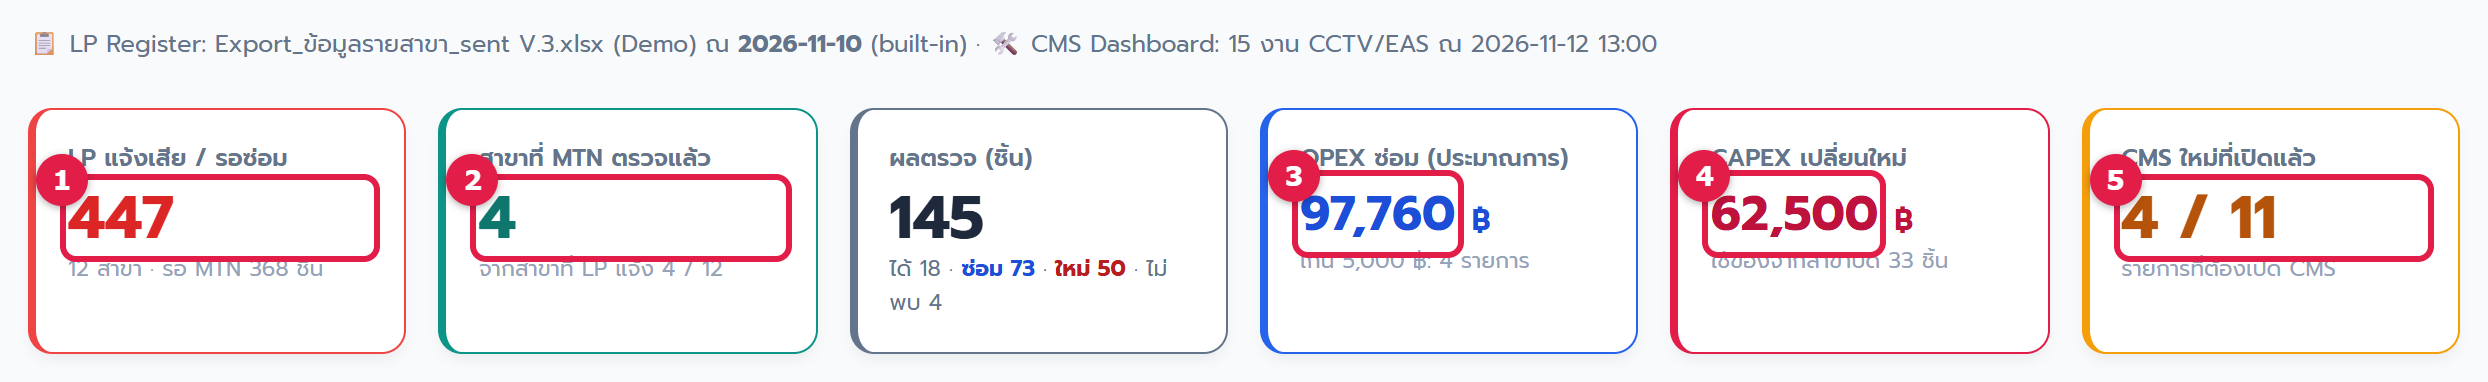 LP Register: Export_ข้อมูลรายสาขา_sent V.3.xlsx (Demo) ณ 2026-11-10 (built-in) · CMS Dashboard: 15 งาน CCTV/EAS ณ 2026-11-12 13:00
LP แจ้งเสีย / รอซ่อม
1
447
12 สาขา · รอ MTN 368 ชิ้น
สาขาที่ MTN ตรวจแล้ว
2
4
จากสาขาที่ LP แจ้ง 4 / 12
ผลตรวจ (ชิ้น)
145
ได้ 18 · ซ่อม 73 · ใหม่ 50 · ไม่
พบ 4
OPEX ซ่อม (ประมาณการ)
3
97,760 ฿
เกิน 5,000 ฿: 4 รายการ
CAPEX เปลี่ยนใหม่
4
62,500 ฿
ใช้ของจากสาขาปิด 33 ชิ้น
CMS ใหม่ที่เปิดแล้ว
5
4 / 11
รายการที่ต้องเปิด CMS